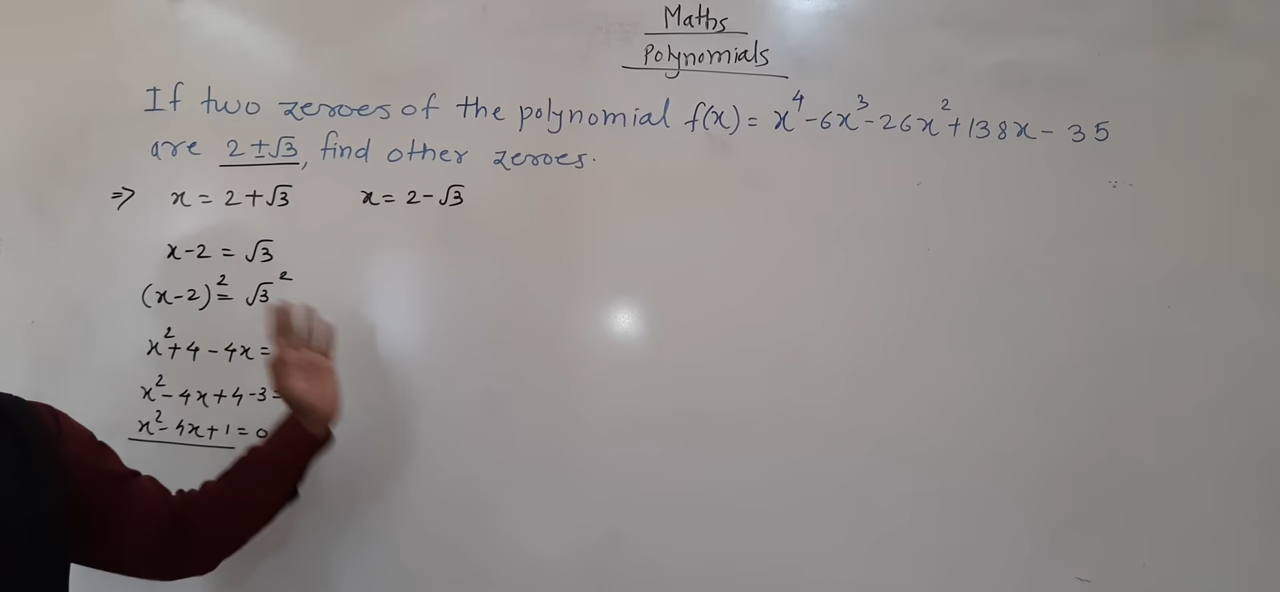 Maths
Polynomials
If two zeroes of the polynomial f(x) = x⁴-6x³-26x²+138x-35
are 2±√3, find other zeroes.
⇒ x = 2+√3 x = 2-√3
x-2 = √3
(x-2)² = √3²
x²+4-4x=
x²-4x+4-3=
x²-4x+1=0